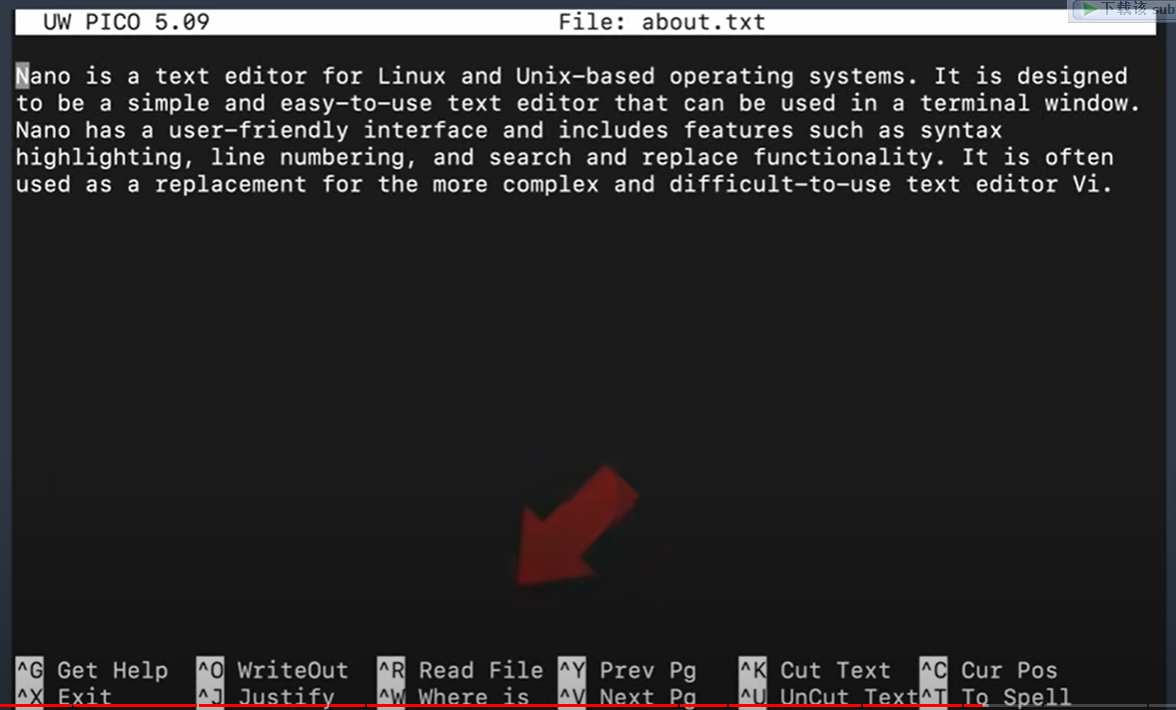 UW PICO 5.09 File: about.txt
下载该 sub
Nano is a text editor for Linux and Unix-based operating systems. It is designed
to be a simple and easy-to-use text editor that can be used in a terminal window.
Nano has a user-friendly interface and includes features such as syntax
highlighting, line numbering, and search and replace functionality. It is often
used as a replacement for the more complex and difficult-to-use text editor Vi.
^G Get Help ^O WriteOut ^R Read File ^Y Prev Pg ^K Cut Text ^C Cur Pos
^X Exit ^J Justify ^W Where is ^V Next Pg ^U UnCut Text ^T To Spell